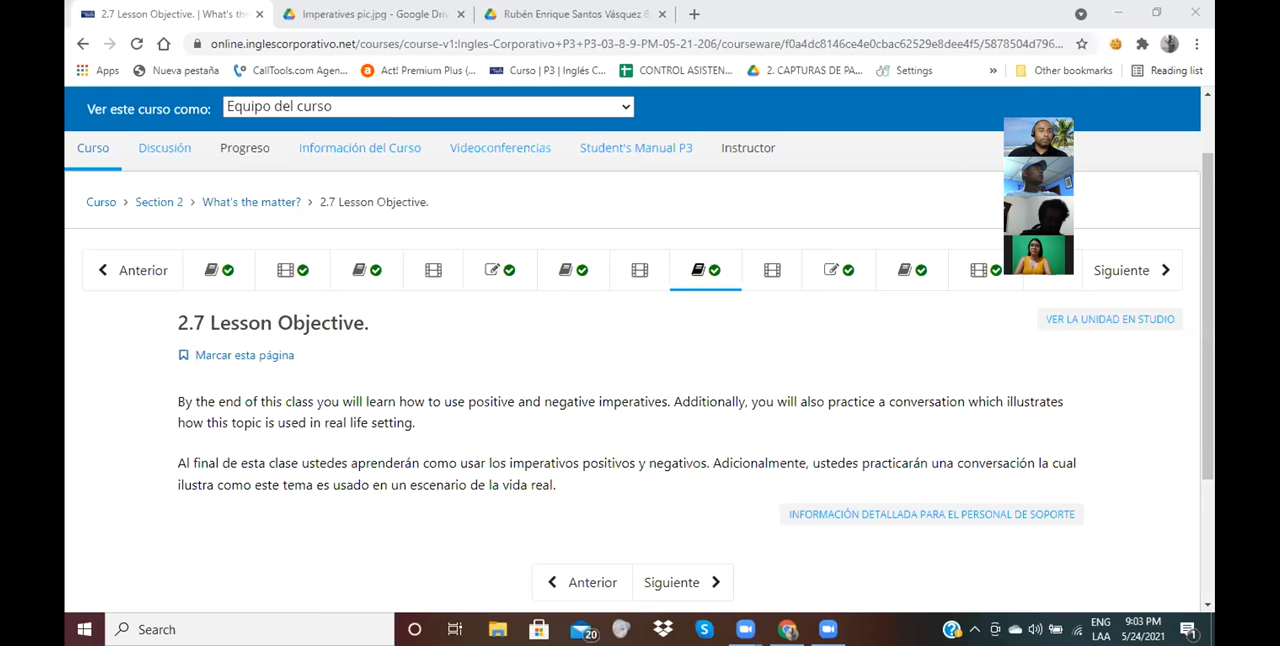 2.7 Lesson Objective. | What's th
Imperatives pic.jpg - Google Driv
Rubén Enrique Santos Vásquez 8
online.inglescorporativo.net/courses/course-v1:Ingles-Corporativo+P3+P3-03-8-9-PM-05-21-206/courseware/f0a4dc8146ce4e0cbac62529e8dee4f5/5878504d796...
Apps
Nueva pestaña
CallTools.com Agen...
Act! Premium Plus (...
Curso | P3 | Inglés C...
CONTROL ASISTEN...
2. CAPTURAS DE PA...
Settings
»
Other bookmarks
Reading list
Ver este curso como:
Equipo del curso
Curso
Discusión
Progreso
Información del Curso
Videoconferencias
Student's Manual P3
Instructor
Curso > Section 2 > What's the matter? > 2.7 Lesson Objective.
Anterior
Siguiente
2.7 Lesson Objective.
VER LA UNIDAD EN STUDIO
Marcar esta página
By the end of this class you will learn how to use positive and negative imperatives. Additionally, you will also practice a conversation which illustrates
how this topic is used in real life setting.
Al final de esta clase ustedes aprenderán como usar los imperativos positivos y negativos. Adicionalmente, ustedes practicarán una conversación la cual
ilustra como este tema es usado en un escenario de la vida real.
INFORMACIÓN DETALLADA PARA EL PERSONAL DE SOPORTE
Anterior
Siguiente
Search
20
ENG
LAA
9:03 PM
5/24/2021
1